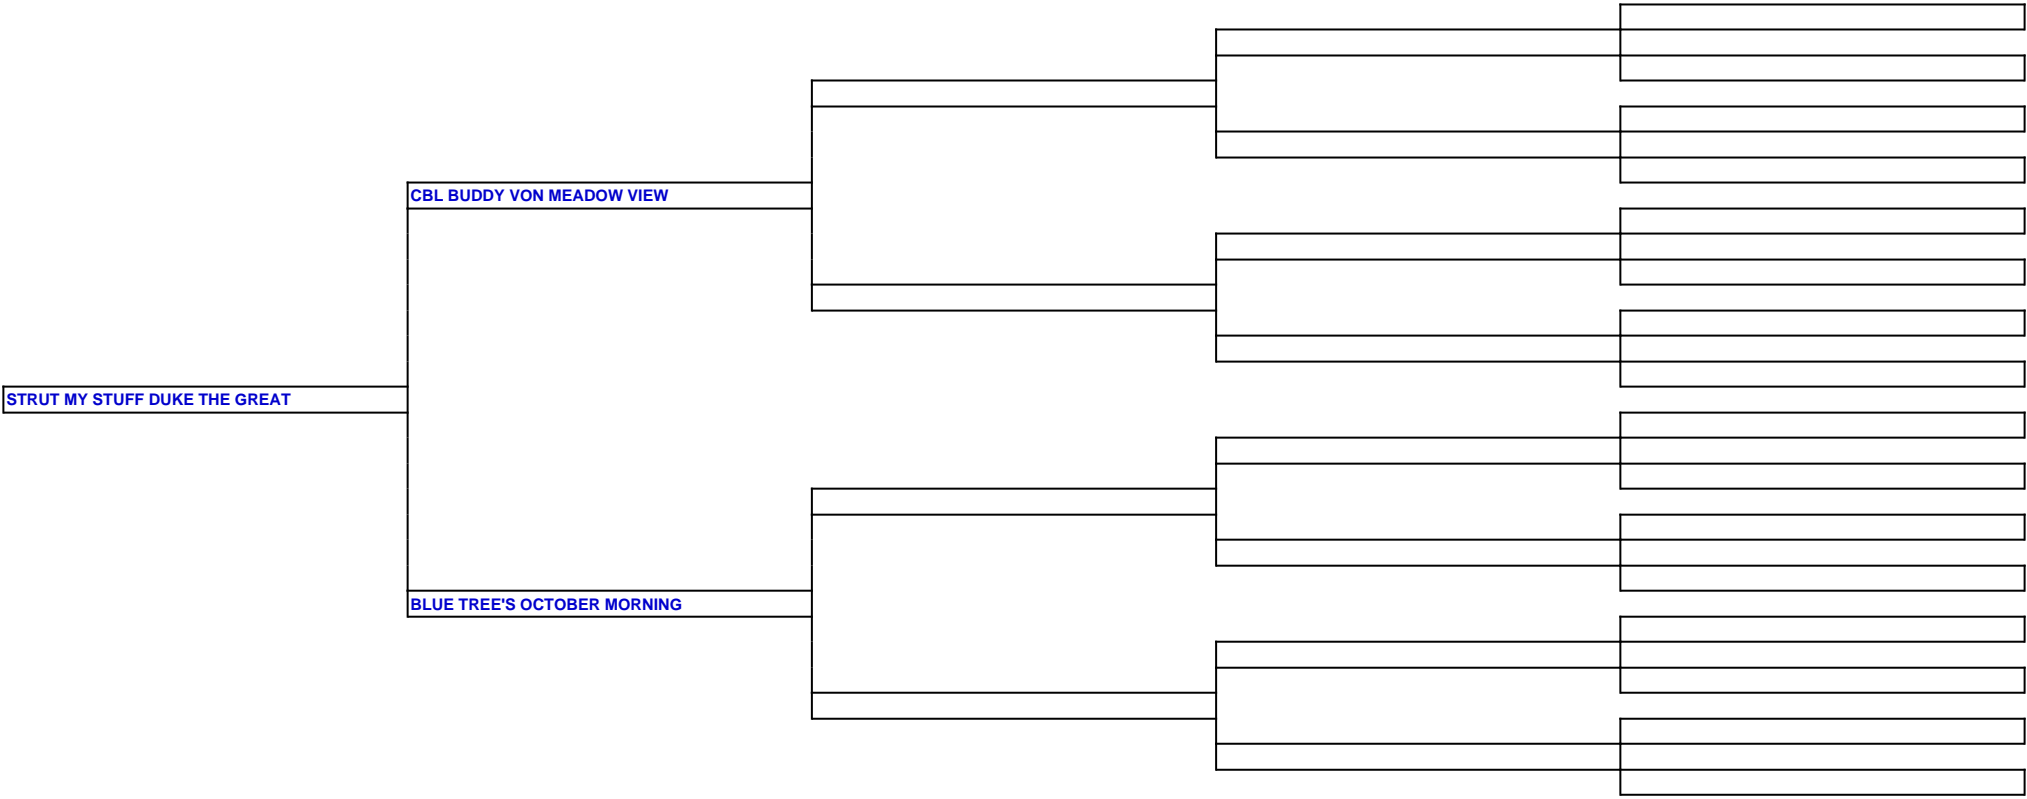 CBL BUDDY VON MEADOW VIEW
STRUT MY STUFF DUKE THE GREAT
BLUE TREE'S OCTOBER MORNING